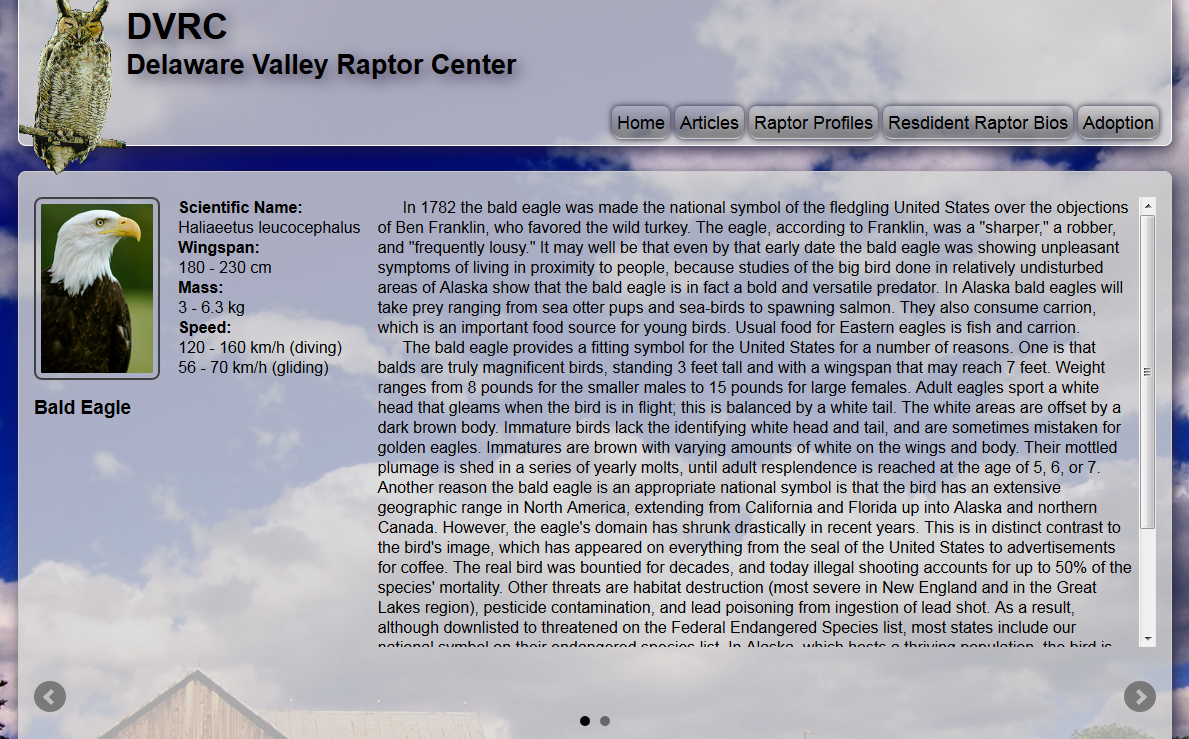 DVRC
Delaware Valley Raptor Center
Home Articles Raptor Profiles Resdident Raptor Bios Adoption
Scientific Name:
Haliaeetus leucocephalus
Wingspan:
180 - 230 cm
Mass:
3 - 6.3 kg
Speed:
120 - 160 km/h (diving)
56 - 70 km/h (gliding)
Bald Eagle
In 1782 the bald eagle was made the national symbol of the fledgling United States over the objections
of Ben Franklin, who favored the wild turkey. The eagle, according to Franklin, was a "sharper," a robber,
and "frequently lousy." It may well be that even by that early date the bald eagle was showing unpleasant
symptoms of living in proximity to people, because studies of the big bird done in relatively undisturbed
areas of Alaska show that the bald eagle is in fact a bold and versatile predator. In Alaska bald eagles will
take prey ranging from sea otter pups and sea-birds to spawning salmon. They also consume carrion,
which is an important food source for young birds. Usual food for Eastern eagles is fish and carrion.
The bald eagle provides a fitting symbol for the United States for a number of reasons. One is that
balds are truly magnificent birds, standing 3 feet tall and with a wingspan that may reach 7 feet. Weight
ranges from 8 pounds for the smaller males to 15 pounds for large females. Adult eagles sport a white
head that gleams when the bird is in flight; this is balanced by a white tail. The white areas are offset by a
dark brown body. Immature birds lack the identifying white head and tail, and are sometimes mistaken for
golden eagles. Immatures are brown with varying amounts of white on the wings and body. Their mottled
plumage is shed in a series of yearly molts, until adult resplendence is reached at the age of 5, 6, or 7.
Another reason the bald eagle is an appropriate national symbol is that the bird has an extensive
geographic range in North America, extending from California and Florida up into Alaska and northern
Canada. However, the eagle's domain has shrunk drastically in recent years. This is in distinct contrast to
the bird's image, which has appeared on everything from the seal of the United States to advertisements
for coffee. The real bird was bountied for decades, and today illegal shooting accounts for up to 50% of the
species' mortality. Other threats are habitat destruction (most severe in New England and in the Great
Lakes region), pesticide contamination, and lead poisoning from ingestion of lead shot. As a result,
although downlisted to threatened on the Federal Endangered Species list, most states include our
national symbol on their endangered species list. In Alaska, which hosts a thriving population, the bird is